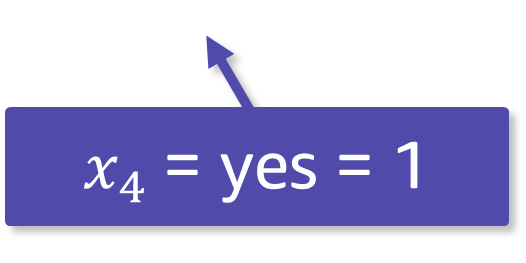 x₄ = yes = 1